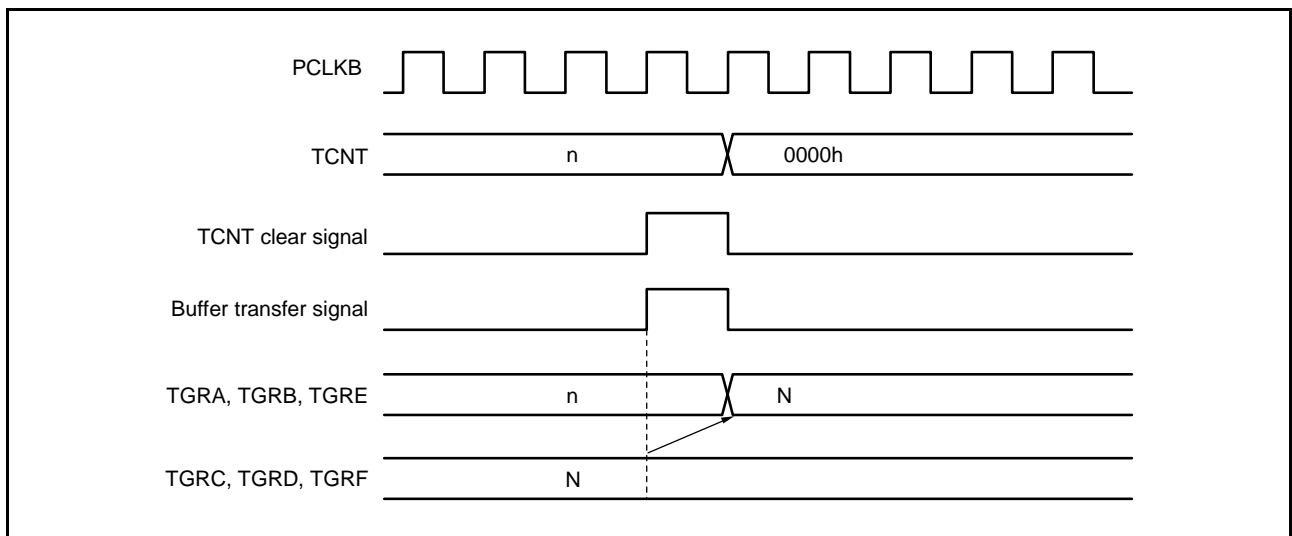 PCLKB
TCNT n 0000h
TCNT clear signal
Buffer transfer signal
TGRA, TGRB, TGRE n N
TGRC, TGRD, TGRF N